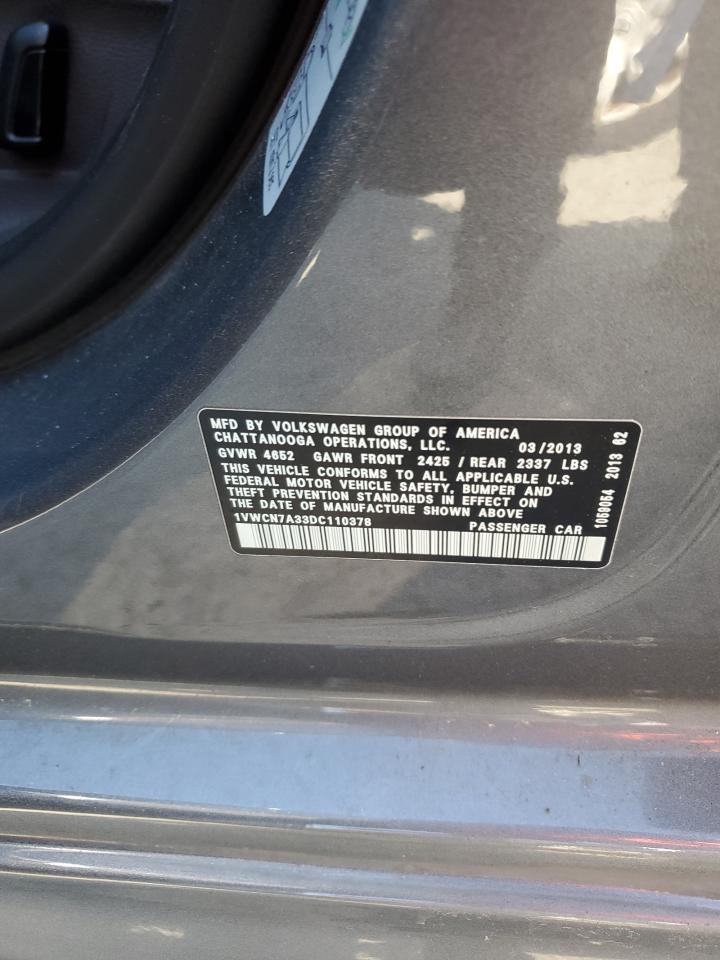 MFD BY VOLKSWAGEN GROUP OF AMERICA
CHATTANOOGA OPERATIONS, LLC. 03/2013
GVWR 4652 GAWR FRONT 2425 / REAR 2337 LBS
THIS VEHICLE CONFORMS TO ALL APPLICABLE U.S.
FEDERAL MOTOR VEHICLE SAFETY, BUMPER AND
THEFT PREVENTION STANDARDS IN EFFECT ON
THE DATE OF MANUFACTURE SHOWN ABOVE
1VWCN7A33DC110378 PASSENGER CAR
1059064 2013 62